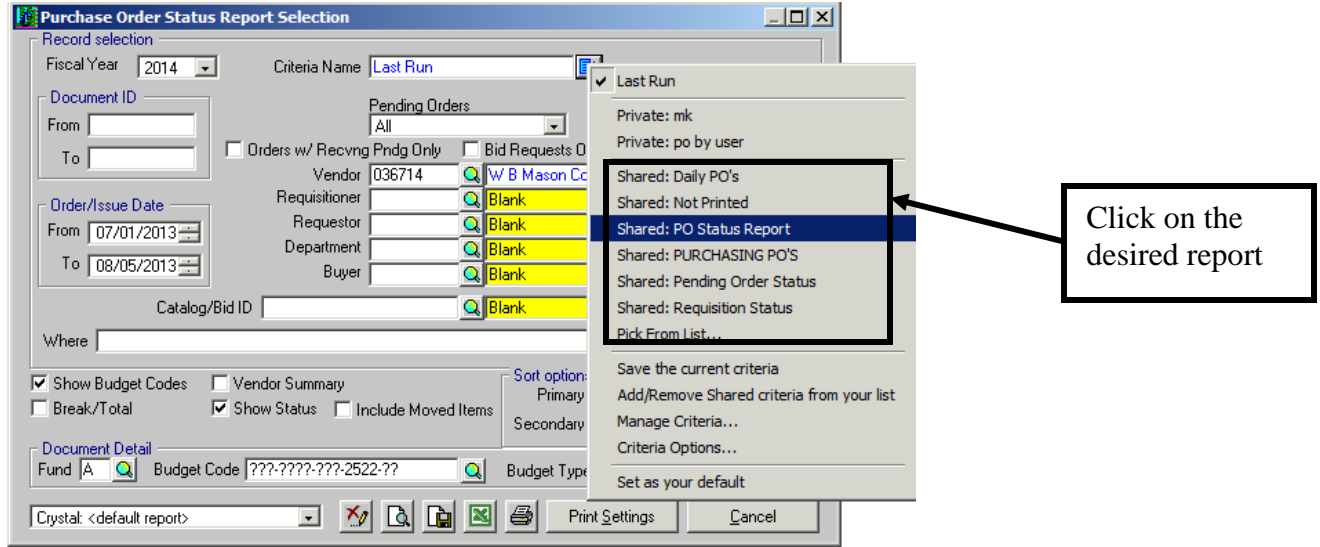 Purchase Order Status Report Selection
Record selection
Fiscal Year 2014 Criteria Name Last Run
Document ID
From
To
Pending Orders
All
Orders w/ Recvng Pndg Only Bid Requests O
Vendor 036714 W B Mason Co
Requisitioner Blank
Requestor Blank
Department Blank
Buyer Blank
Order/Issue Date
From 07/01/2013
To 08/05/2013
Catalog/Bid ID Blank
Where
Show Budget Codes Vendor Summary
Break/Total Show Status Include Moved Items
Sort option
Primary
Secondary
Document Detail
Fund A Budget Code ???-????-???-2522-?? Budget Type
Crystal: <default report> Print Settings Cancel
Last Run
Private: mk
Private: po by user
Shared: Daily PO's
Shared: Not Printed
Shared: PO Status Report
Shared: PURCHASING PO'S
Shared: Pending Order Status
Shared: Requisition Status
Pick From List...
Save the current criteria
Add/Remove Shared criteria from your list
Manage Criteria...
Criteria Options...
Set as your default
Click on the
desired report